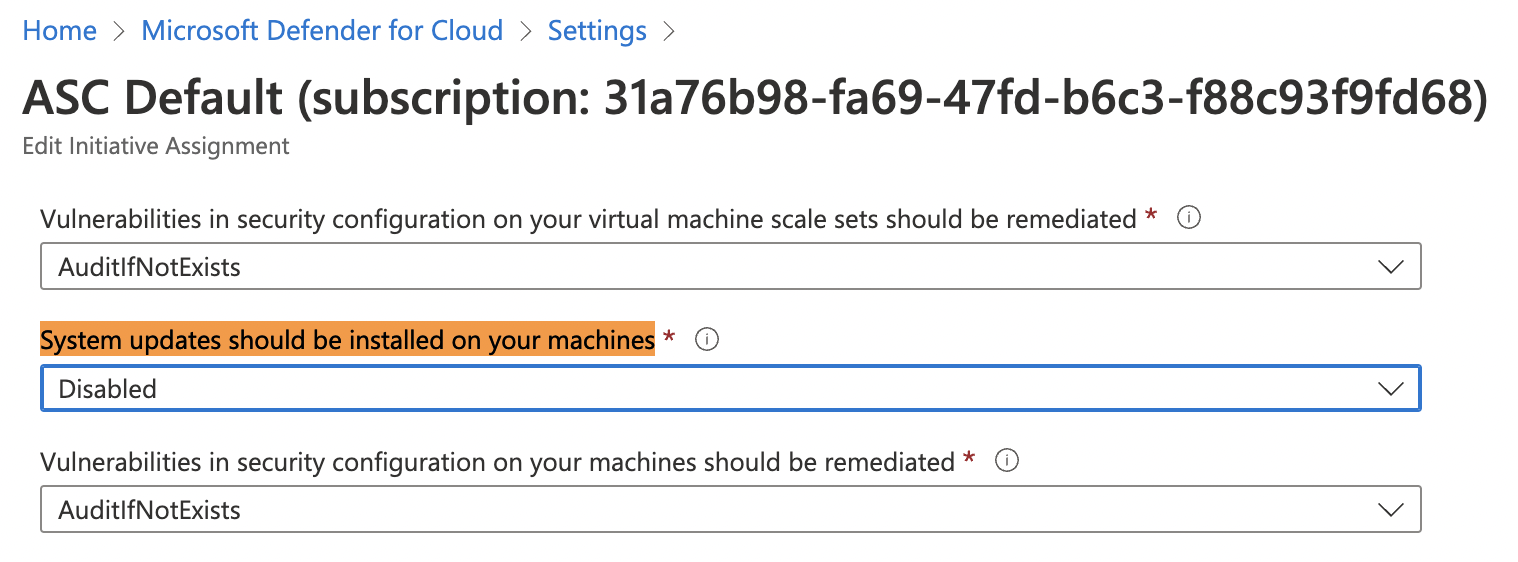 Home > Microsoft Defender for Cloud > Settings >
ASC Default (subscription: 31a76b98-fa69-47fd-b6c3-f88c93f9fd68)
Edit Initiative Assignment
Vulnerabilities in security configuration on your virtual machine scale sets should be remediated *
AuditIfNotExists
System updates should be installed on your machines *
Disabled
Vulnerabilities in security configuration on your machines should be remediated *
AuditIfNotExists